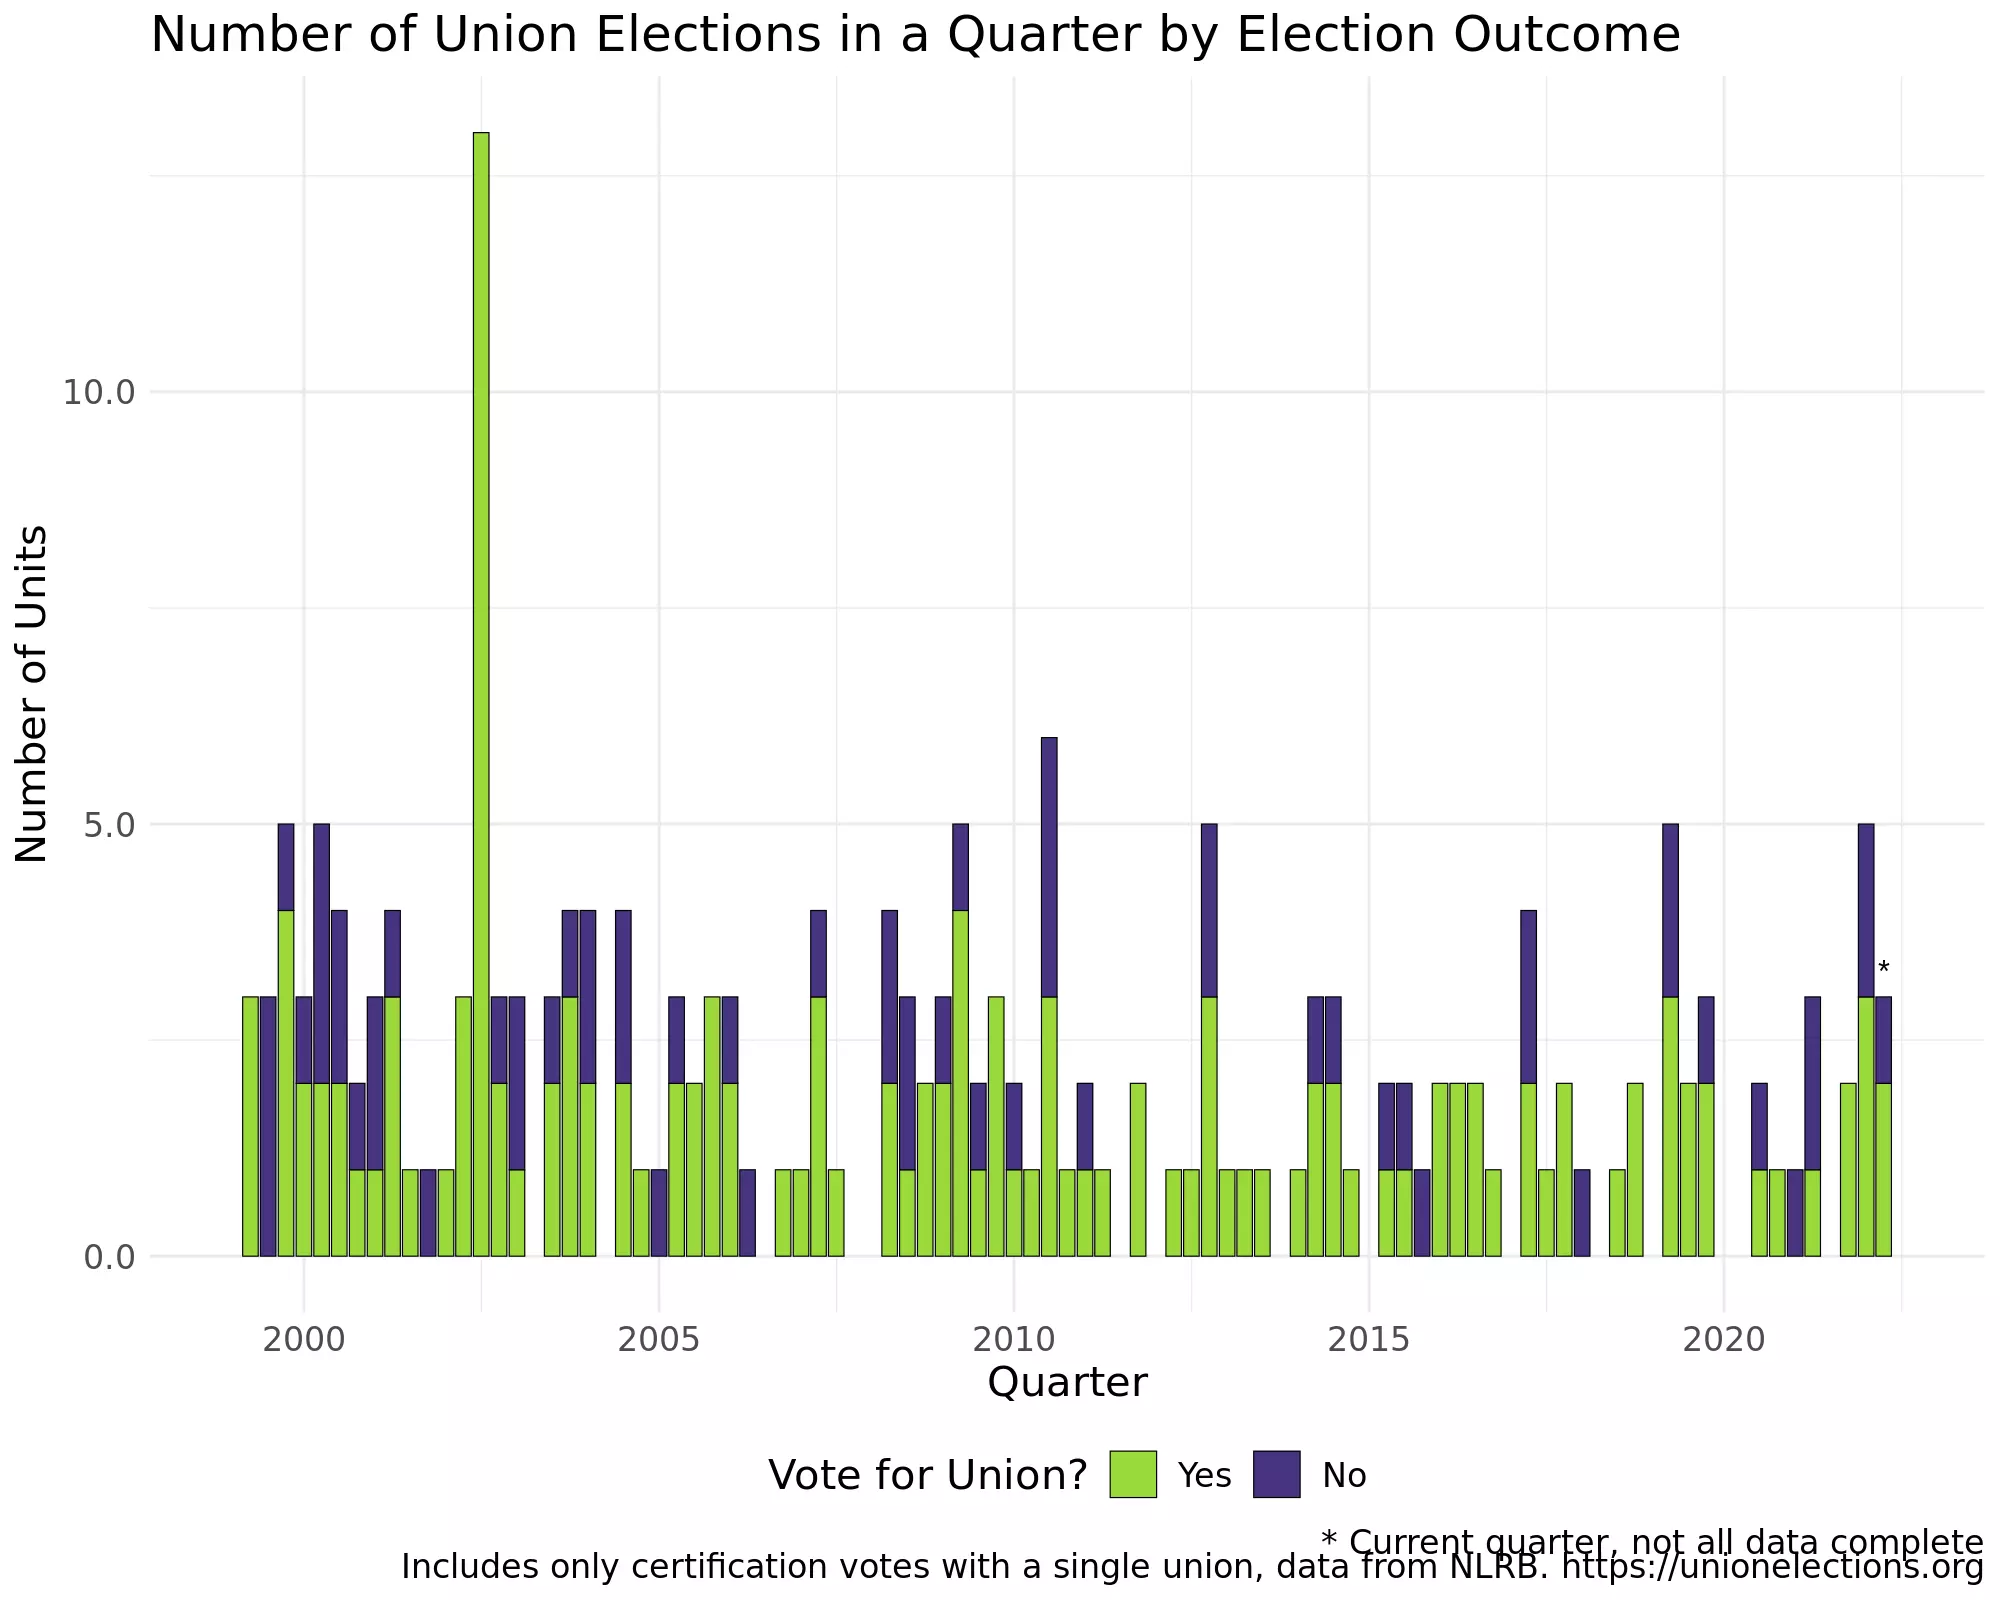 Number of Union Elections in a Quarter by Election Outcome
Number of Units
10.0
5.0
0.0
*
2000 2005 2010 2015 2020
Quarter
Vote for Union? Yes No
* Current quarter, not all data complete
Includes only certification votes with a single union, data from NLRB. https://unionelections.org